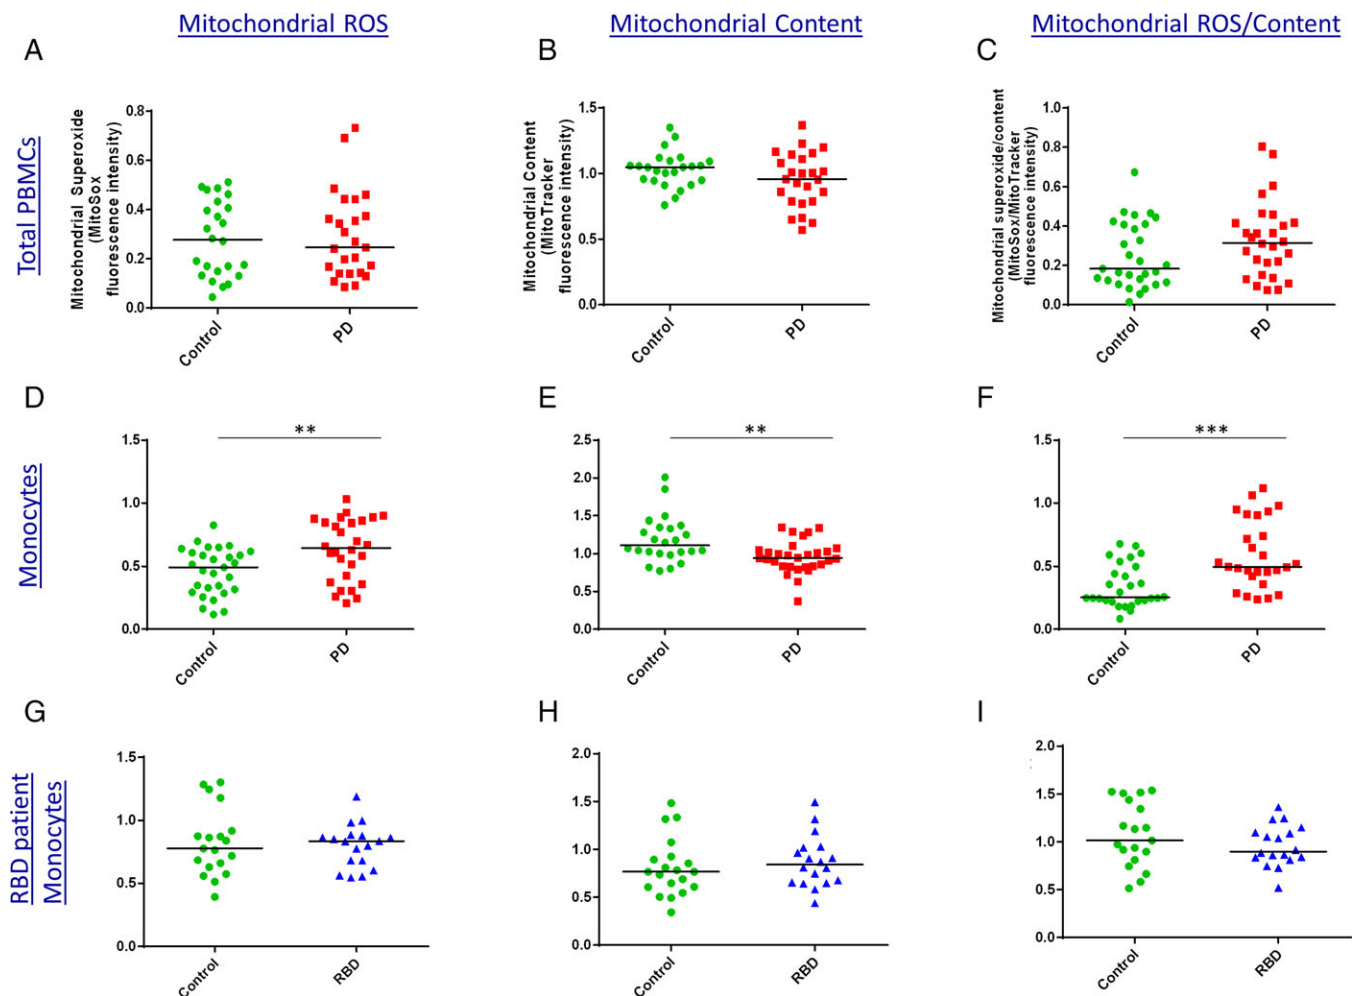 Mitochondrial ROS
Mitochondrial Content
Mitochondrial ROS/Content
A
B
C
Total PBMCs
Mitochondrial Superoxide
(MitoSox
fluorescence intensity)
0.8
0.6
0.4
0.2
0.0
Control
PD
Mitochondrial Content
(MitoTracker
fluorescence intensity)
1.5
1.0
0.5
0.0
Control
PD
Mitochondrial superoxide/content
(MitoSox/MitoTracker
fluorescence intensity)
1.0
0.8
0.6
0.4
0.2
0.0
Control
PD
D
E
F
Monocytes
1.5
1.0
0.5
0.0
**
Control
PD
2.5
2.0
1.5
1.0
0.5
0.0
**
Control
PD
1.5
1.0
0.5
0.0
***
Control
PD
G
H
I
RBD patient
Monocytes
1.5
1.0
0.5
0.0
Control
RBD
2.0
1.5
1.0
0.5
0.0
Control
RBD
2.0
1.5
1.0
0.5
0.0
Control
RBD